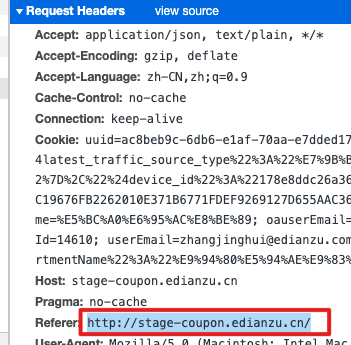 ▼ Request Headers view source
Accept: application/json, text/plain, */*
Accept-Encoding: gzip, deflate
Accept-Language: zh-CN,zh;q=0.9
Cache-Control: no-cache
Connection: keep-alive
Cookie: uuid=ac8beb9c-6db6-e1af-70aa-e7dded17
4latest_traffic_source_type%22%3A%22%E7%9B%B
2%7D%2C%22%24device_id%22%3A%22178e8ddc26a36
C19676FB2262010E371B6771FDEF9269127D655AAC36
me=%E5%BC%A0%E6%95%AC%E8%BE%89; oauserEmail=
Id=14610; userEmail=zhangjinghui@edianzu.com
rtmentName%22%3A%22%E9%94%80%E5%94%AE%E9%83%
Host: stage-coupon.edianzu.cn
Pragma: no-cache
Referer: http://stage-coupon.edianzu.cn/
User-Agent: Mozilla/5.0 (Macintosh; Intel Mac